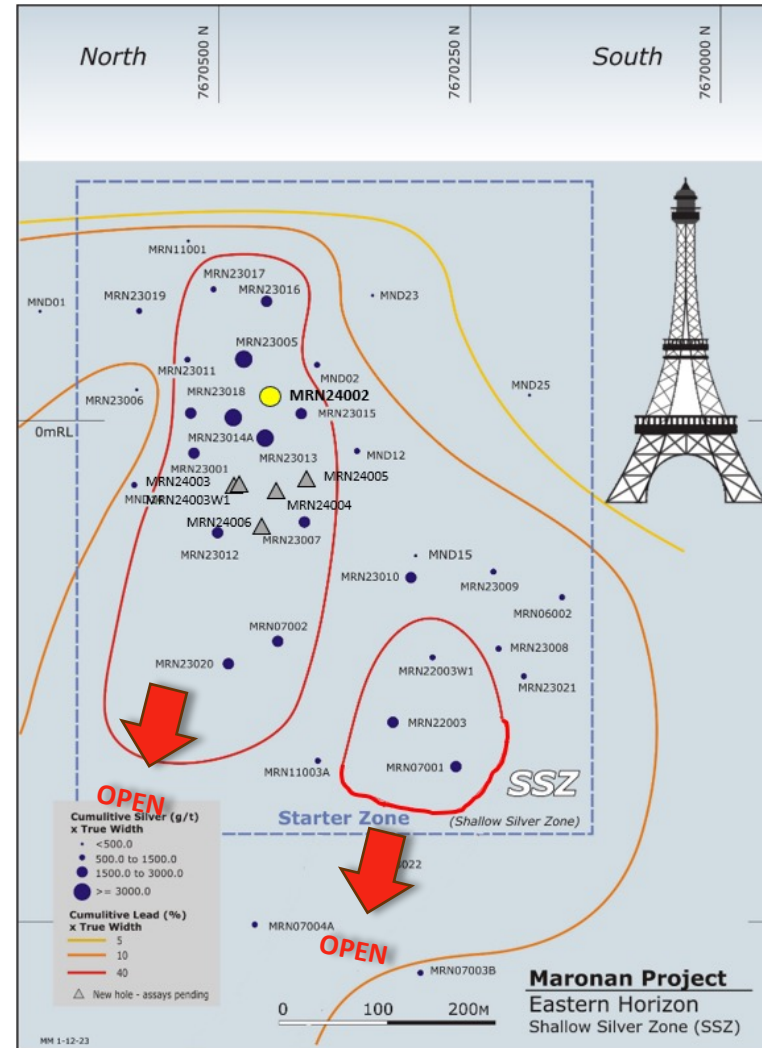 North
7670500 N
7670250 N
South
7670000 N
MRN11001
MRN23017
MRN23016
MND01
MRN23019
MND23
MRN23005
MRN23011
MND02
MRN23006
MRN23018
MRN24002
MND25
MRN23015
0mRL
MRN23014A
MRN23001
MRN23013
MND12
MRN24003
MRN24005
MRN24003W1
MRN24004
MRN24006
MRN23007
MRN23012
MND15
MRN23010
MRN23009
MRN06002
MRN07002
MRN23008
MRN23020
MRN22003W1
MRN23021
MRN22003
MRN11003A
MRN07001
SSZ
OPEN
Starter Zone
(Shallow Silver Zone)
Cumulitive Silver (g/t)
x True Width
<500.0
500.0 to 1500.0
1500.0 to 3000.0
>= 3000.0
Cumulitive Lead (%)
x True Width
5
10
40
New hole - assays pending
MRN07004A
OPEN
MRN07003B
0 100 200M
Maronan Project
Eastern Horizon
Shallow Silver Zone (SSZ)
MM 1-12-23